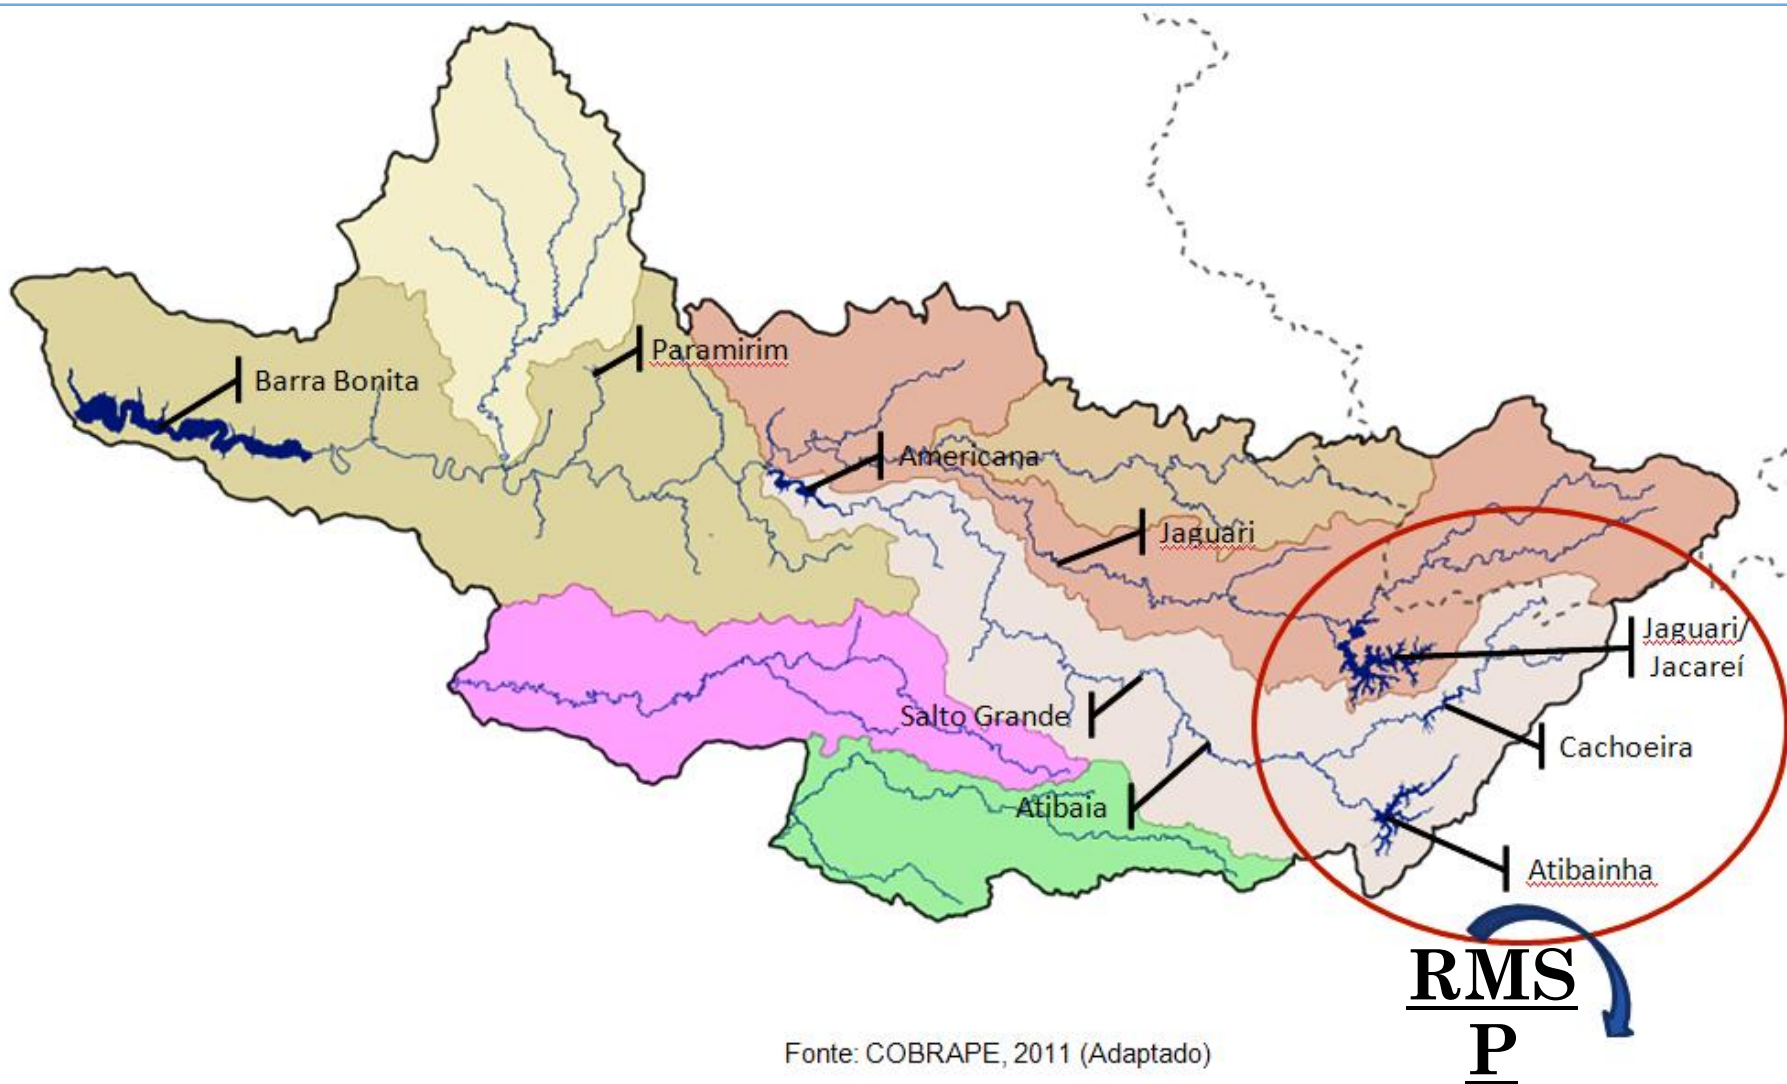 Paramirim
Barra Bonita
Americana
Jaguari
Jaguari/
Jacareí
Salto Grande
Cachoeira
Atibaia
Atibainha
RMS
P
Fonte: COBRAPE, 2011 (Adaptado)